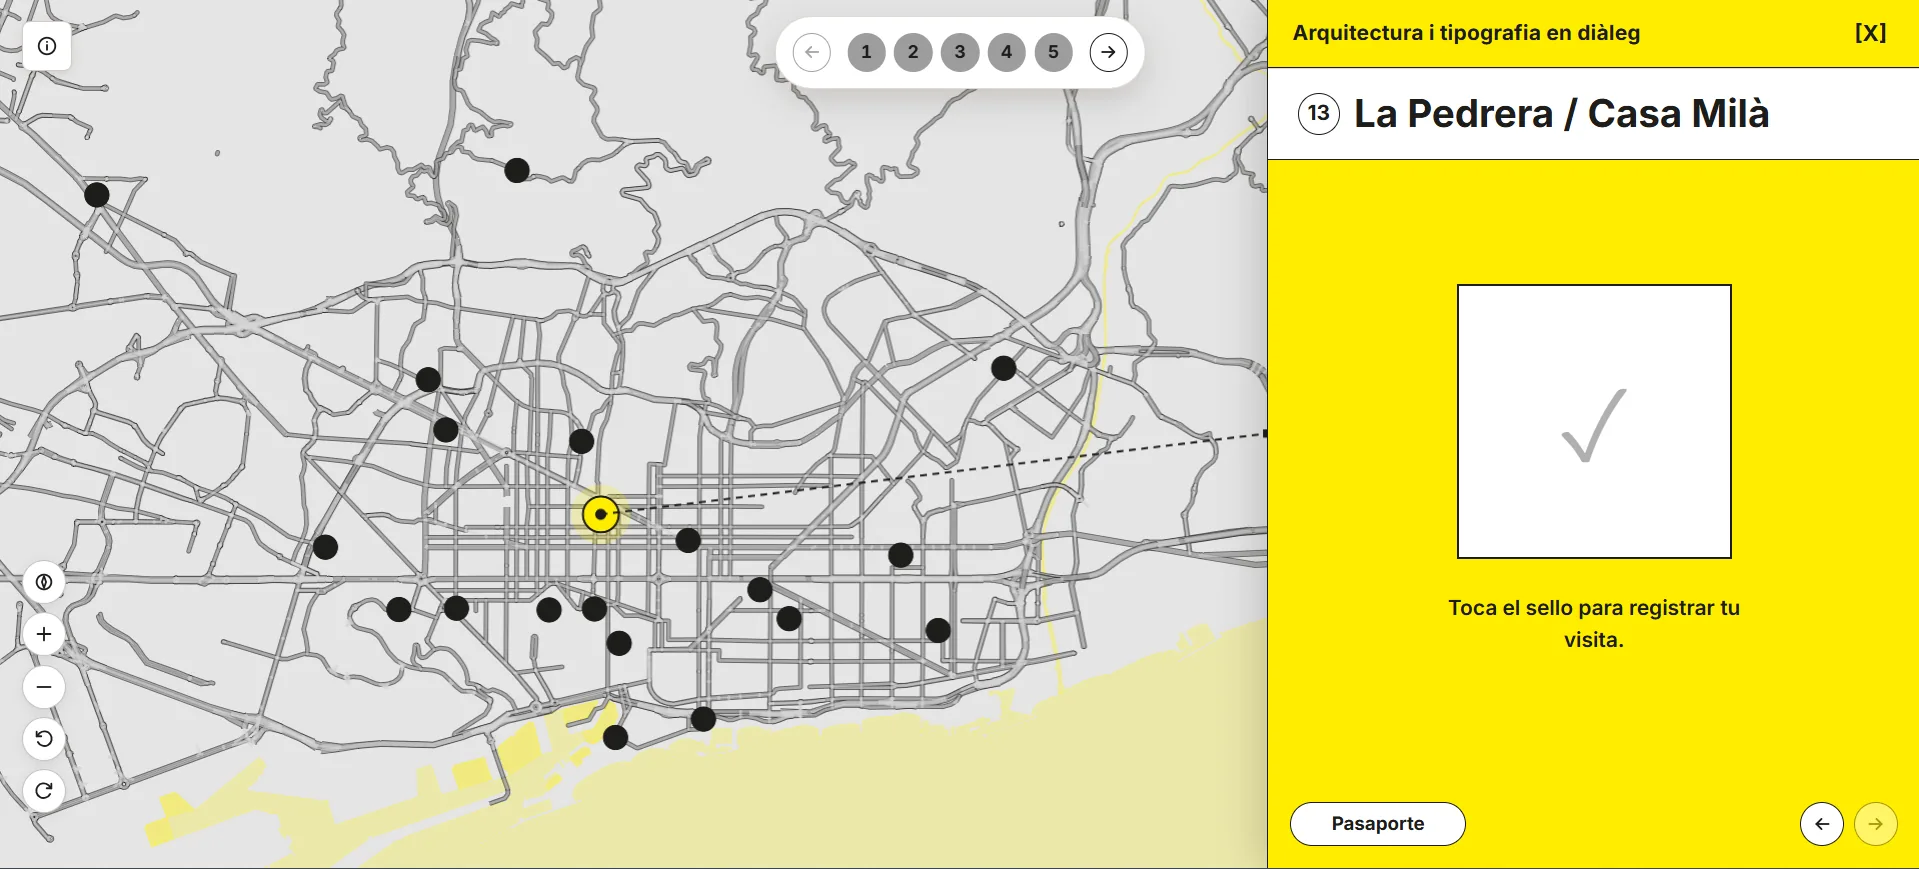 1 2 3 4 5
Arquitectura i tipografia en diàleg [X]
13 La Pedrera / Casa Milà
Toca el sello para registrar tu
visita.
Pasaporte